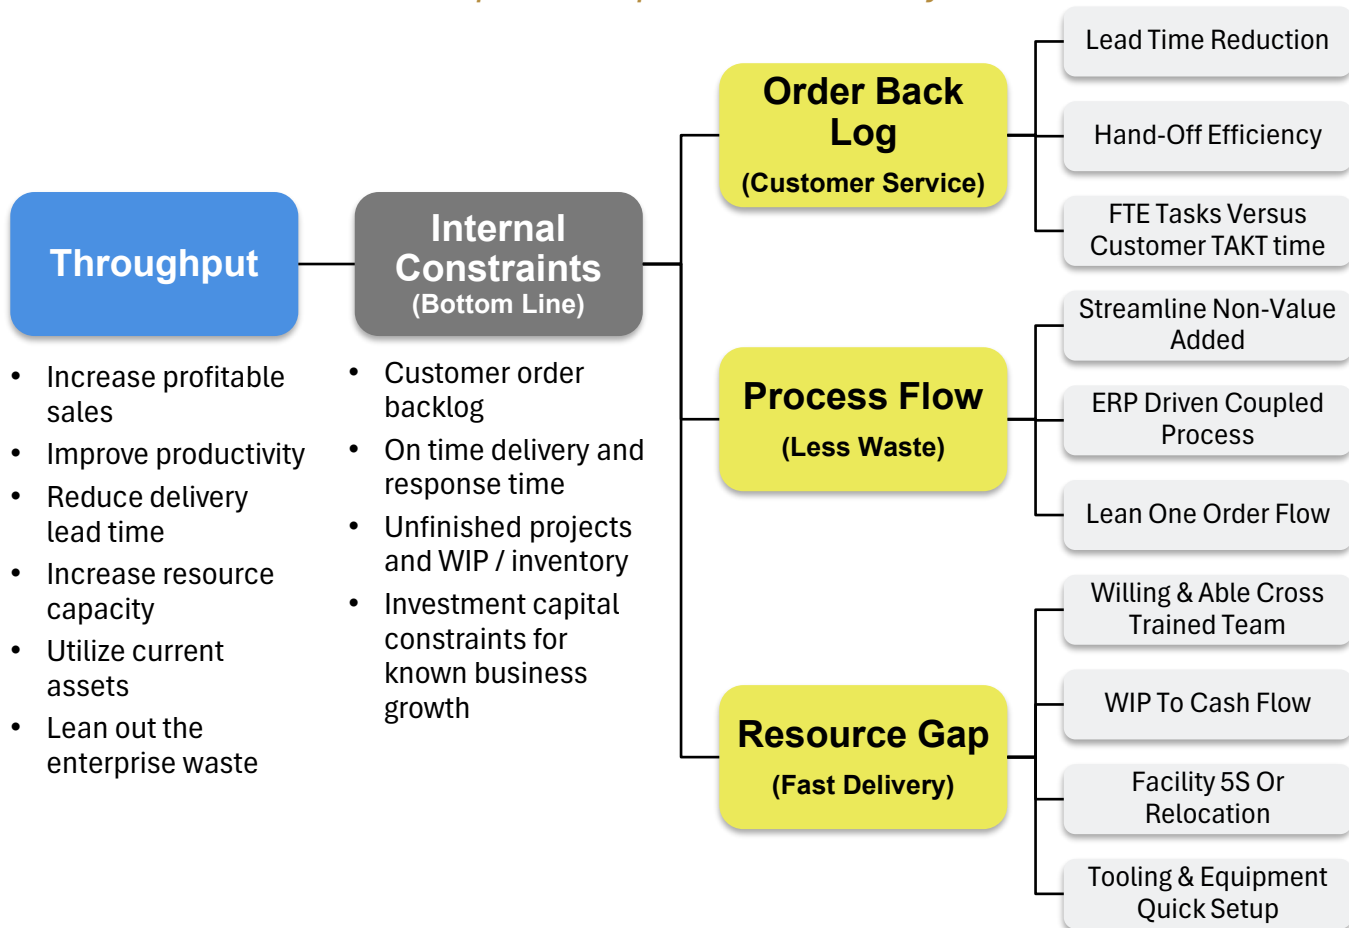 Throughput
• Increase profitable
sales
• Improve productivity
• Reduce delivery
lead time
• Increase resource
capacity
• Utilize current
assets
• Lean out the
enterprise waste
Internal
Constraints
(Bottom Line)
• Customer order
backlog
• On time delivery and
response time
• Unfinished projects
and WIP / inventory
• Investment capital
constraints for
known business
growth
Order Back
Log
(Customer Service)
Lead Time Reduction
Hand-Off Efficiency
FTE Tasks Versus
Customer TAKT time
Process Flow
(Less Waste)
Streamline Non-Value
Added
ERP Driven Coupled
Process
Lean One Order Flow
Resource Gap
(Fast Delivery)
Willing & Able Cross
Trained Team
WIP To Cash Flow
Facility 5S Or
Relocation
Tooling & Equipment
Quick Setup